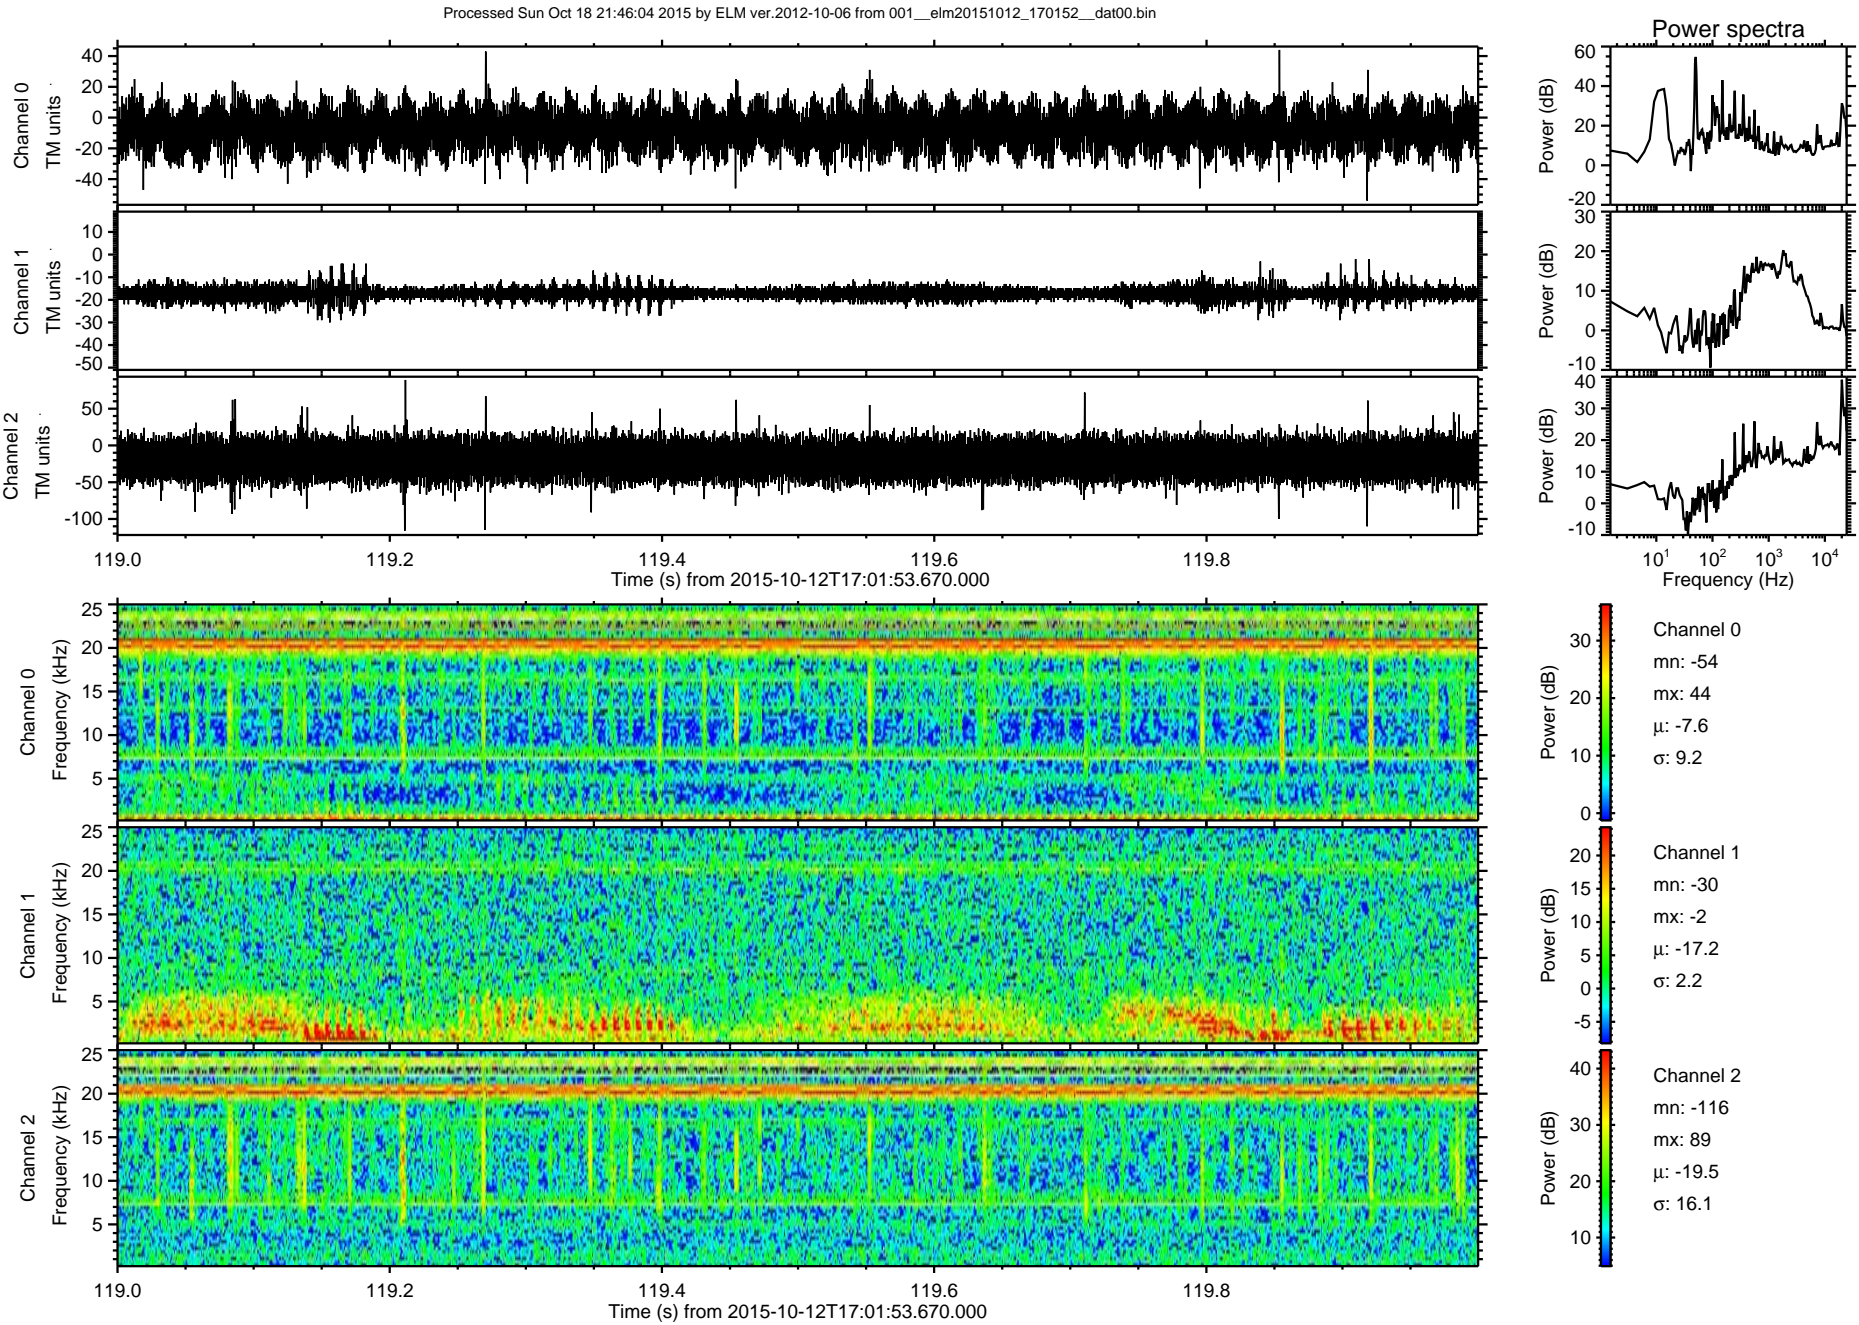 Processed Sun Oct 18 21:46:04 2015 by ELM ver.2012-10-06 from 001__elm20151012_170152__dat00.bin
Power spectra
Channel 0
TM units
40
20
0
-20
-40
Power (dB)
60
40
20
0
-20
Channel 1
TM units
10
0
-10
-20
-30
-40
-50
Power (dB)
30
20
10
0
-10
Channel 2
TM units
50
0
-50
-100
Power (dB)
40
30
20
10
0
-10
119.0 119.2 119.4 119.6 119.8
Time (s) from 2015-10-12T17:01:53.670.000
10^1 10^2 10^3 10^4
Frequency (Hz)
Channel 0
Frequency (kHz)
25
20
15
10
5
Power (dB)
30
20
10
0
Channel 0
mn: -54
mx: 44
μ: -7.6
σ: 9.2
Channel 1
Frequency (kHz)
25
20
15
10
5
Power (dB)
20
15
10
5
0
-5
Channel 1
mn: -30
mx: -2
μ: -17.2
σ: 2.2
Channel 2
Frequency (kHz)
25
20
15
10
5
Power (dB)
40
30
20
10
Channel 2
mn: -116
mx: 89
μ: -19.5
σ: 16.1
119.0 119.2 119.4 119.6 119.8
Time (s) from 2015-10-12T17:01:53.670.000